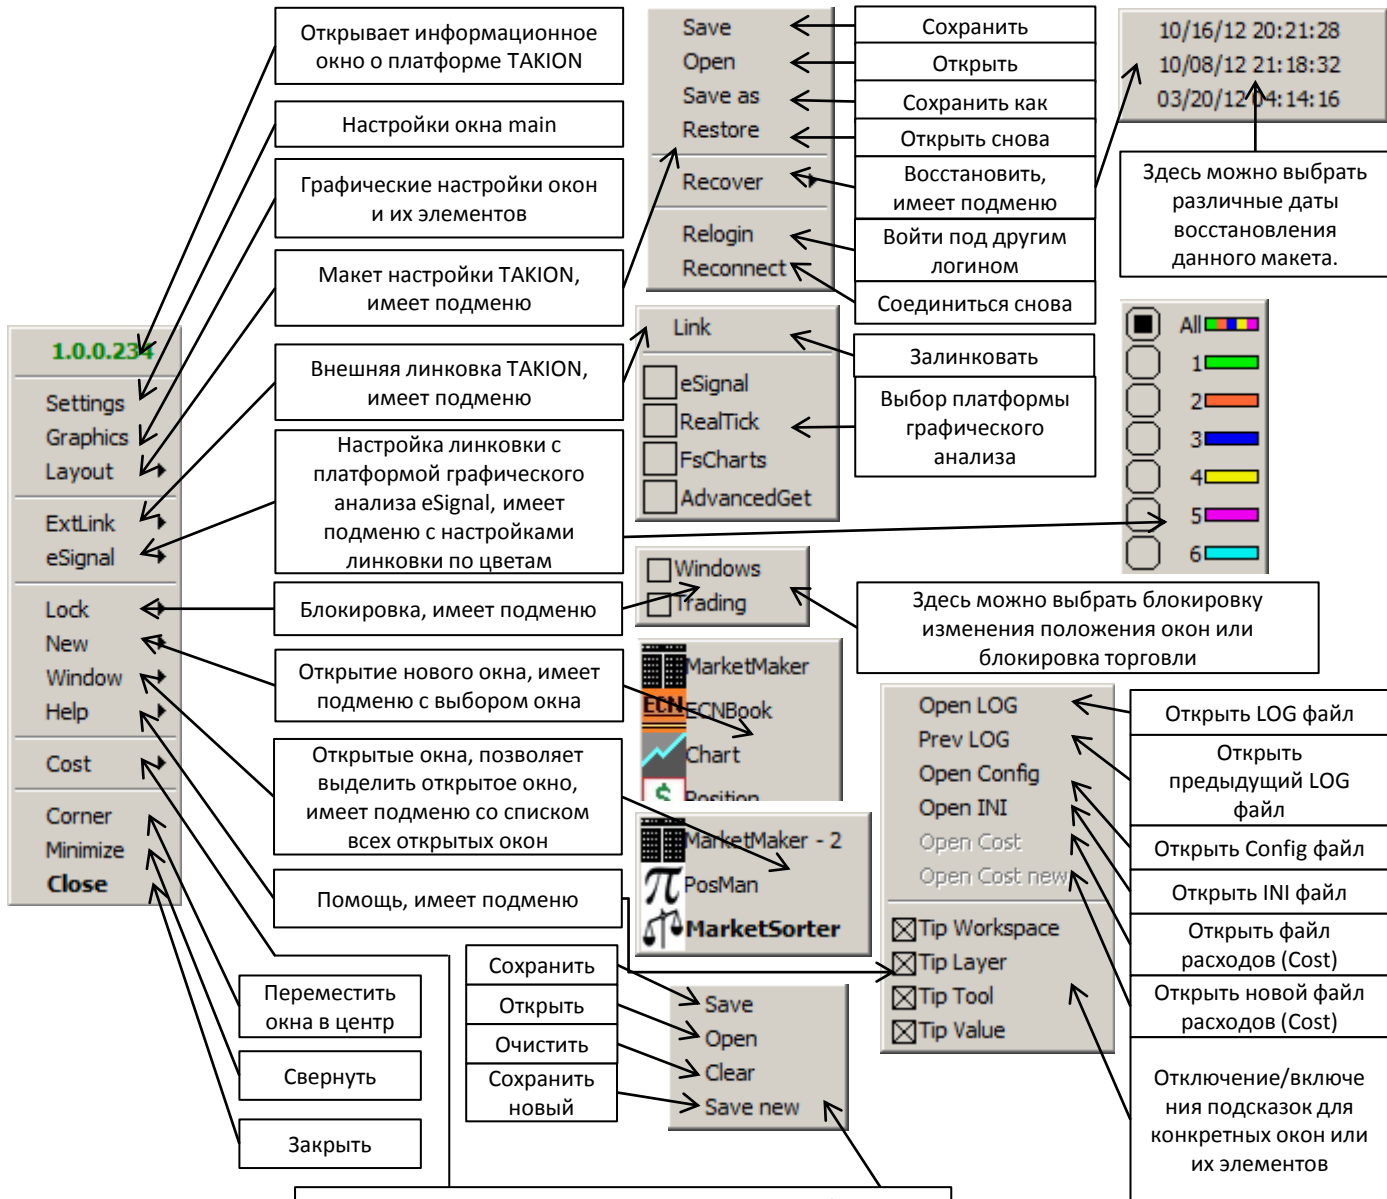 1.0.0.234
Settings
Graphics
Layout
ExtLink
eSignal
Lock
New
Window
Help
Cost
Corner
Minimize
Close
Открывает информационное
окно о платформе TAKION
Настройки окна main
Графические настройки окон
и их элементов
Макет настройки TAKION,
имеет подменю
Внешняя линковка TAKION,
имеет подменю
Настройка линковки с
платформой графического
анализа eSignal, имеет
подменю с настройками
линковки по цветам
Блокировка, имеет подменю
Открытие нового окна, имеет
подменю с выбором окна
Открытые окна, позволяет
выделить открытое окно,
имеет подменю со списком
всех открытых окон
Помощь, имеет подменю
Переместить
окна в центр
Свернуть
Закрыть
Save
Open
Save as
Restore
Recover
Relogin
Reconnect
Сохранить
Открыть
Сохранить как
Открыть снова
Восстановить,
имеет подменю
Войти под другим
логином
Соединиться снова
10/16/12 20:21:28
10/08/12 21:18:32
03/20/12 04:14:16
Здесь можно выбрать
различные даты
восстановления
данного макета.
Link
eSignal
RealTick
FsCharts
AdvancedGet
Залинковать
Выбор платформы
графического
анализа
All
1
2
3
4
5
6
Windows
Trading
Здесь можно выбрать блокировку
изменения положения окон или
блокировка торговли
MarketMaker
ECN ECNBook
Chart
$ Position
MarketMaker - 2
π PosMan
MarketSorter
Open LOG
Prev LOG
Open Config
Open INI
Open Cost
Open Cost new
Tip Workspace
Tip Layer
Tip Tool
Tip Value
Открыть LOG файл
Открыть
предыдущий LOG
файл
Открыть Config файл
Открыть INI файл
Открыть файл
расходов (Cost)
Открыть новой файл
расходов (Cost)
Отключение/включе
ния подсказок для
конкретных окон или
их элементов
Сохранить
Открыть
Очистить
Сохранить
новый
Save
Open
Clear
Save new